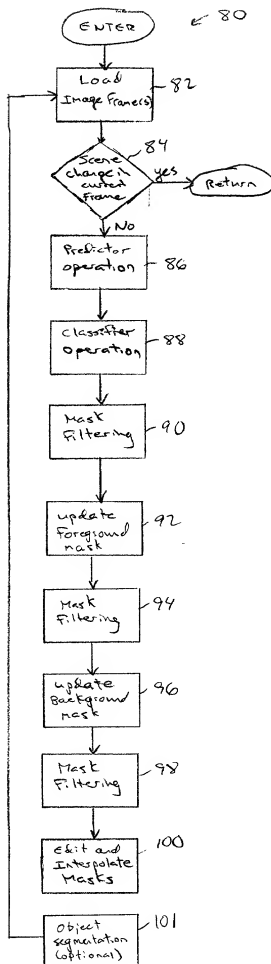 ENTER
80
Load
Image Frame(s)
82
84
Scene
change in
current
Frame
yes
Return
No
Predictor
operation
86
Classifier
operation
88
Mask
Filtering
90
update
Foreground
mask
92
Mask
Filtering
94
update
Background
mask
96
Mask
Filtering
98
Edit and
Interpolate
Masks
100
Object
segmentation
(optional)
101